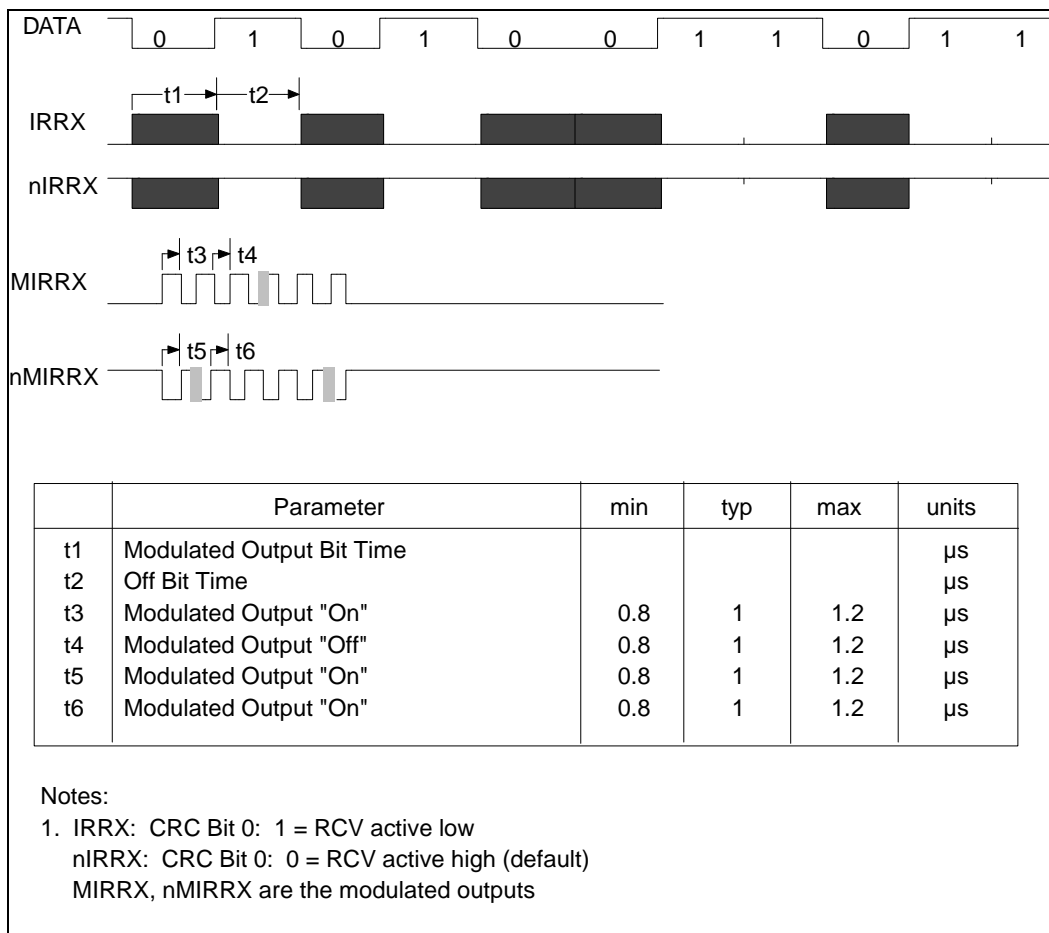 DATA 0 1 0 1 0 0 1 1 0 1 1
t1 t2
IRRX
nIRRX
t3 t4
MIRRX
t5 t6
nMIRRX
Parameter min typ max units
t1 Modulated Output Bit Time µs
t2 Off Bit Time µs
t3 Modulated Output "On" 0.8 1 1.2 µs
t4 Modulated Output "Off" 0.8 1 1.2 µs
t5 Modulated Output "On" 0.8 1 1.2 µs
t6 Modulated Output "On" 0.8 1 1.2 µs
Notes:
1. IRRX: CRC Bit 0: 1 = RCV active low
nIRRX: CRC Bit 0: 0 = RCV active high (default)
MIRRX, nMIRRX are the modulated outputs